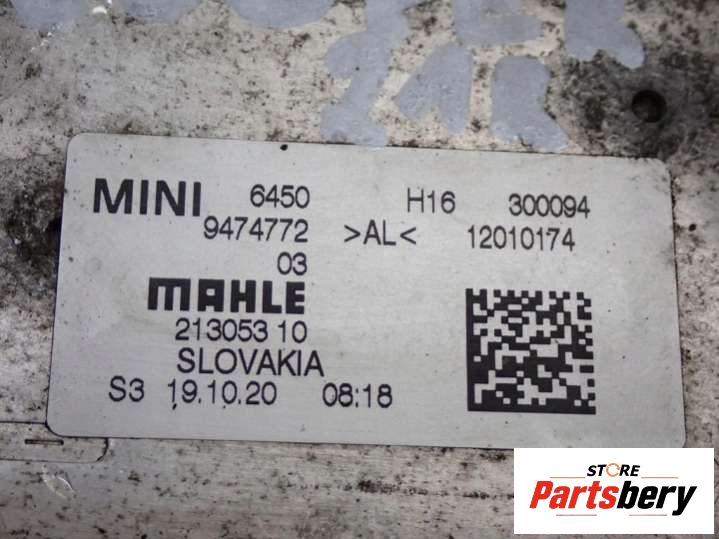 MINI 6450 H16 300094
9474772 >AL< 12010174
03
MAHLE
213053 10
SLOVAKIA
S3 19.10.20 08:18
STORE
Partsbery